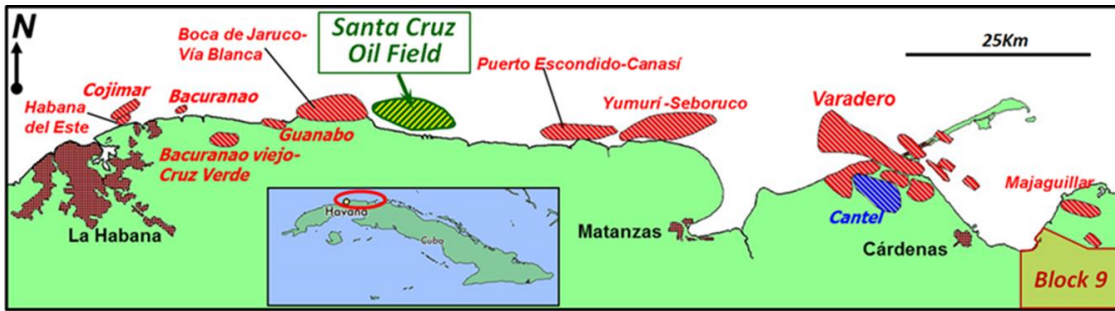 N
Cojimar
Habana
del Este
Bacuranao
Bacuranao viejo-
Cruz Verde
Guanabo
Boca de Jaruco-
Vía Blanca
Santa Cruz
Oil Field
Puerto Escondido-Canasí
Yumurí -Seboruco
25Km
Varadero
Majaguillar
Cantel
La Habana
Matanzas
Cárdenas
Block 9
Havana
Cuba